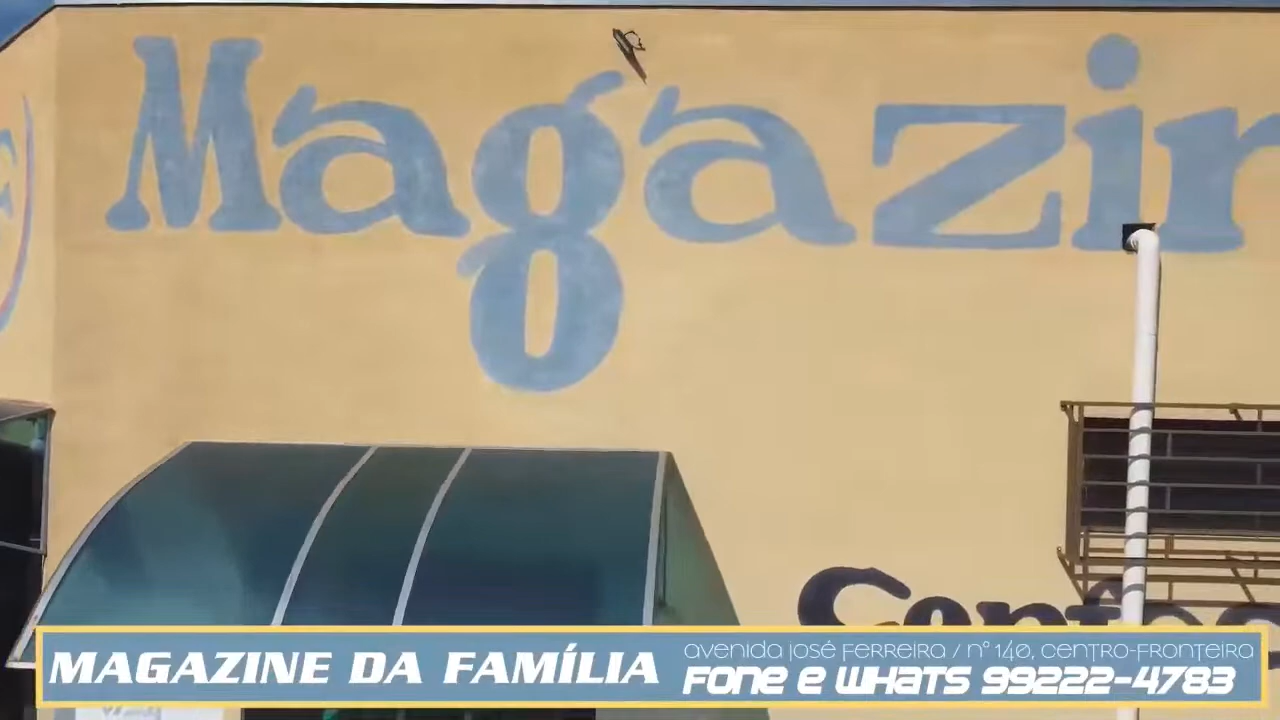 Magazin
MAGAZINE DA FAMÍLIA
avenida José Ferreira / nº 140, centro-Fronteira
Fone e Whats 99222-4783